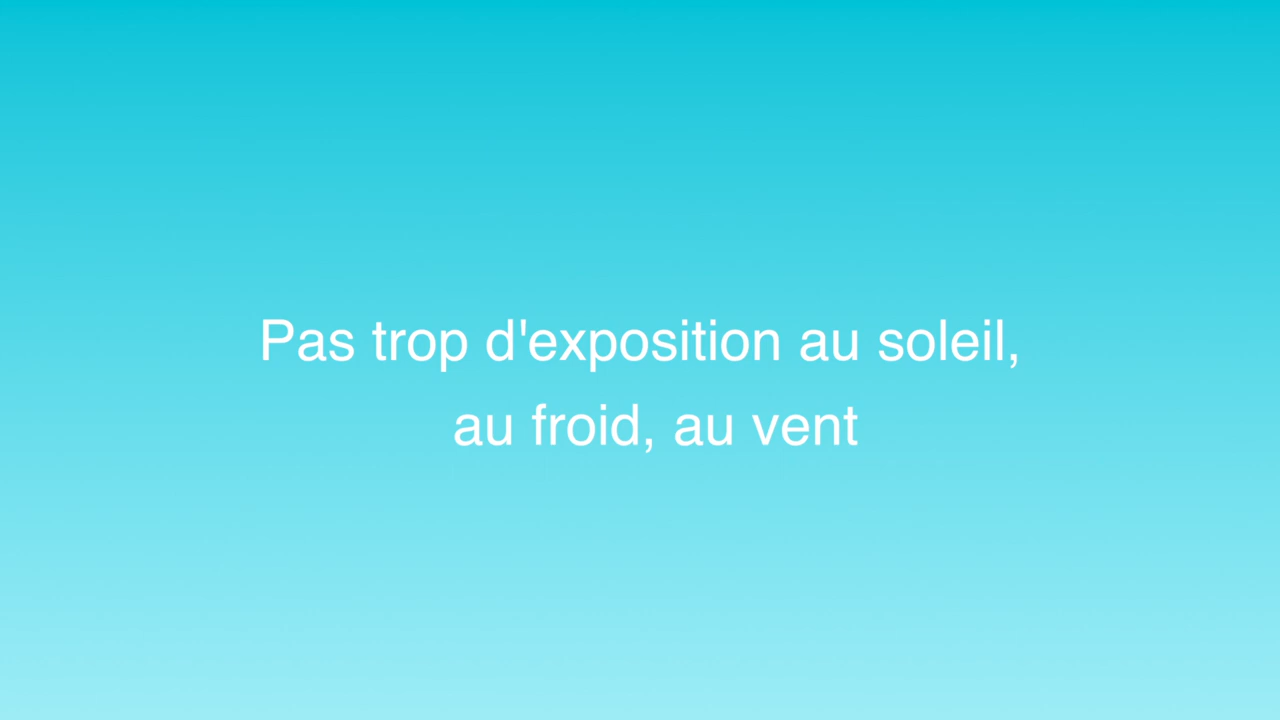 Pas trop d'exposition au soleil,
au froid, au vent